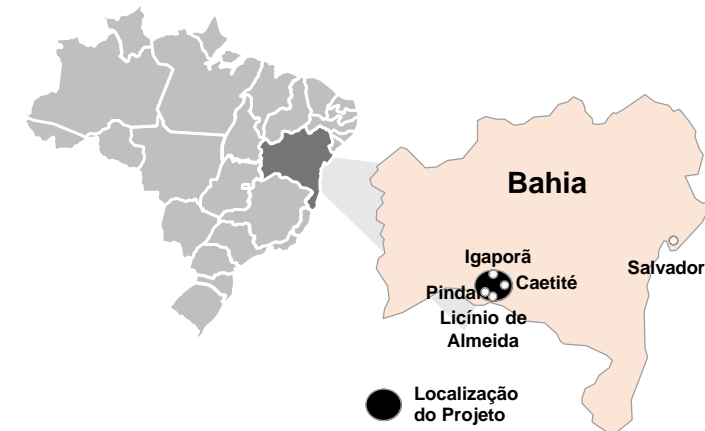 Bahia
Igaporã
Salvador
Caetité
Pindaí
Licínio de
Almeida
Localização
do Projeto